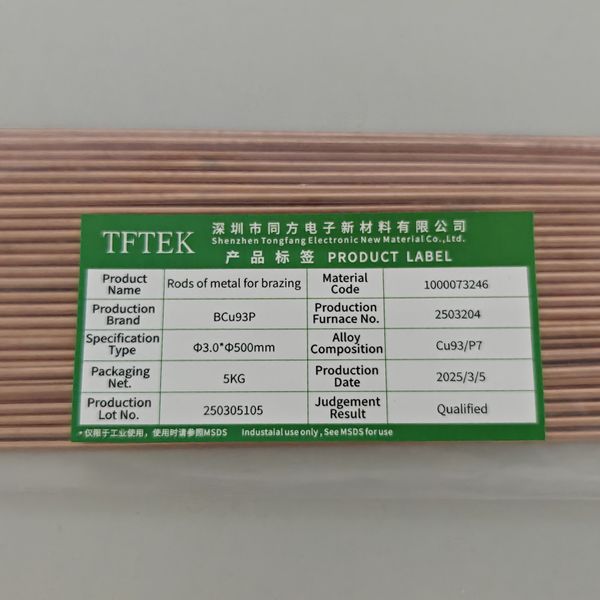 TFTEK
深圳市同方电子新材料有限公司
Shenzhen Tongfang Electronic New Material Co.,Ltd.
产品标签 PRODUCT LABEL
Product Name Rods of metal for brazing Material Code 1000073246
Production Brand BCu93P Production Furnace No. 2503204
Specification Type Φ3.0*Φ500mm Alloy Composition Cu93/P7
Packaging Net. 5KG Production Date 2025/3/5
Production Lot No. 250305105 Judgement Result Qualified
*仅限于工业使用，使用时请参照MSDS Industaial use only , See MSDS for use